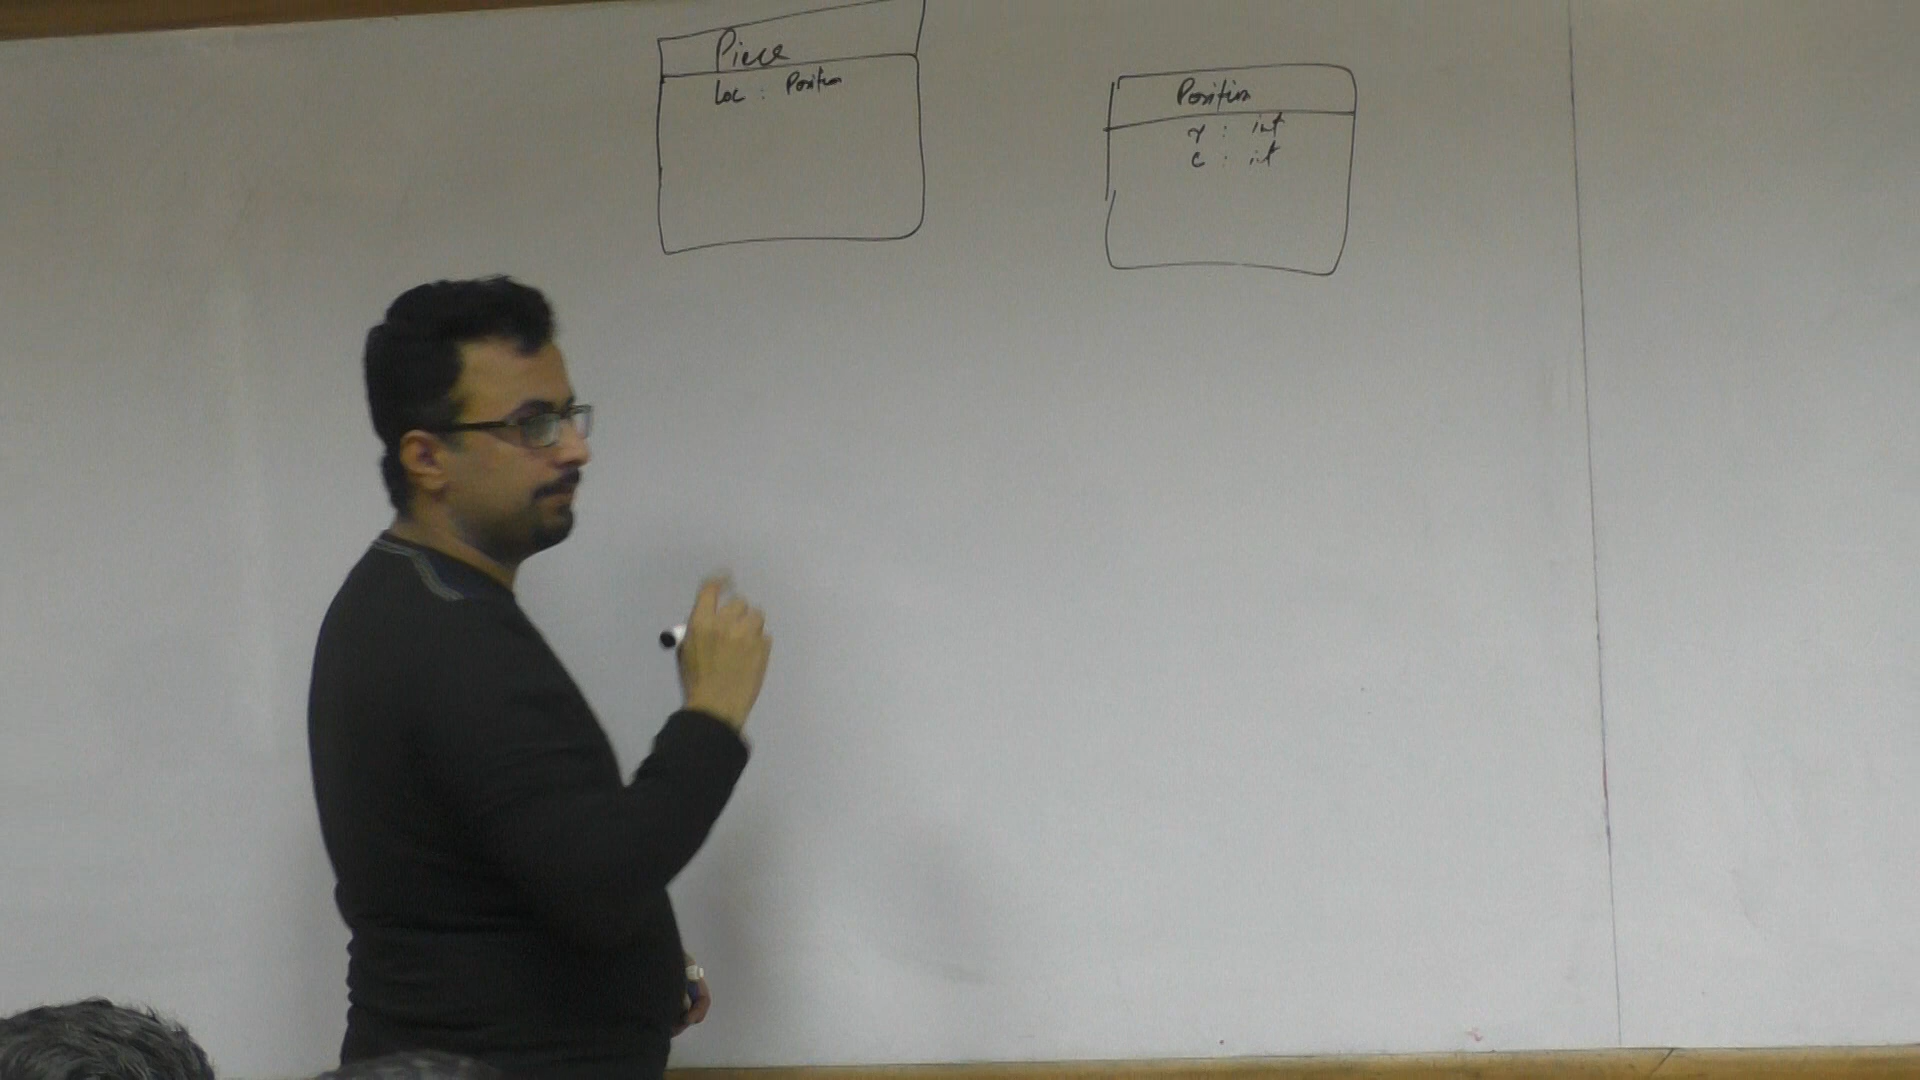 Piece
Loc : Position
Position
r : int
c : int